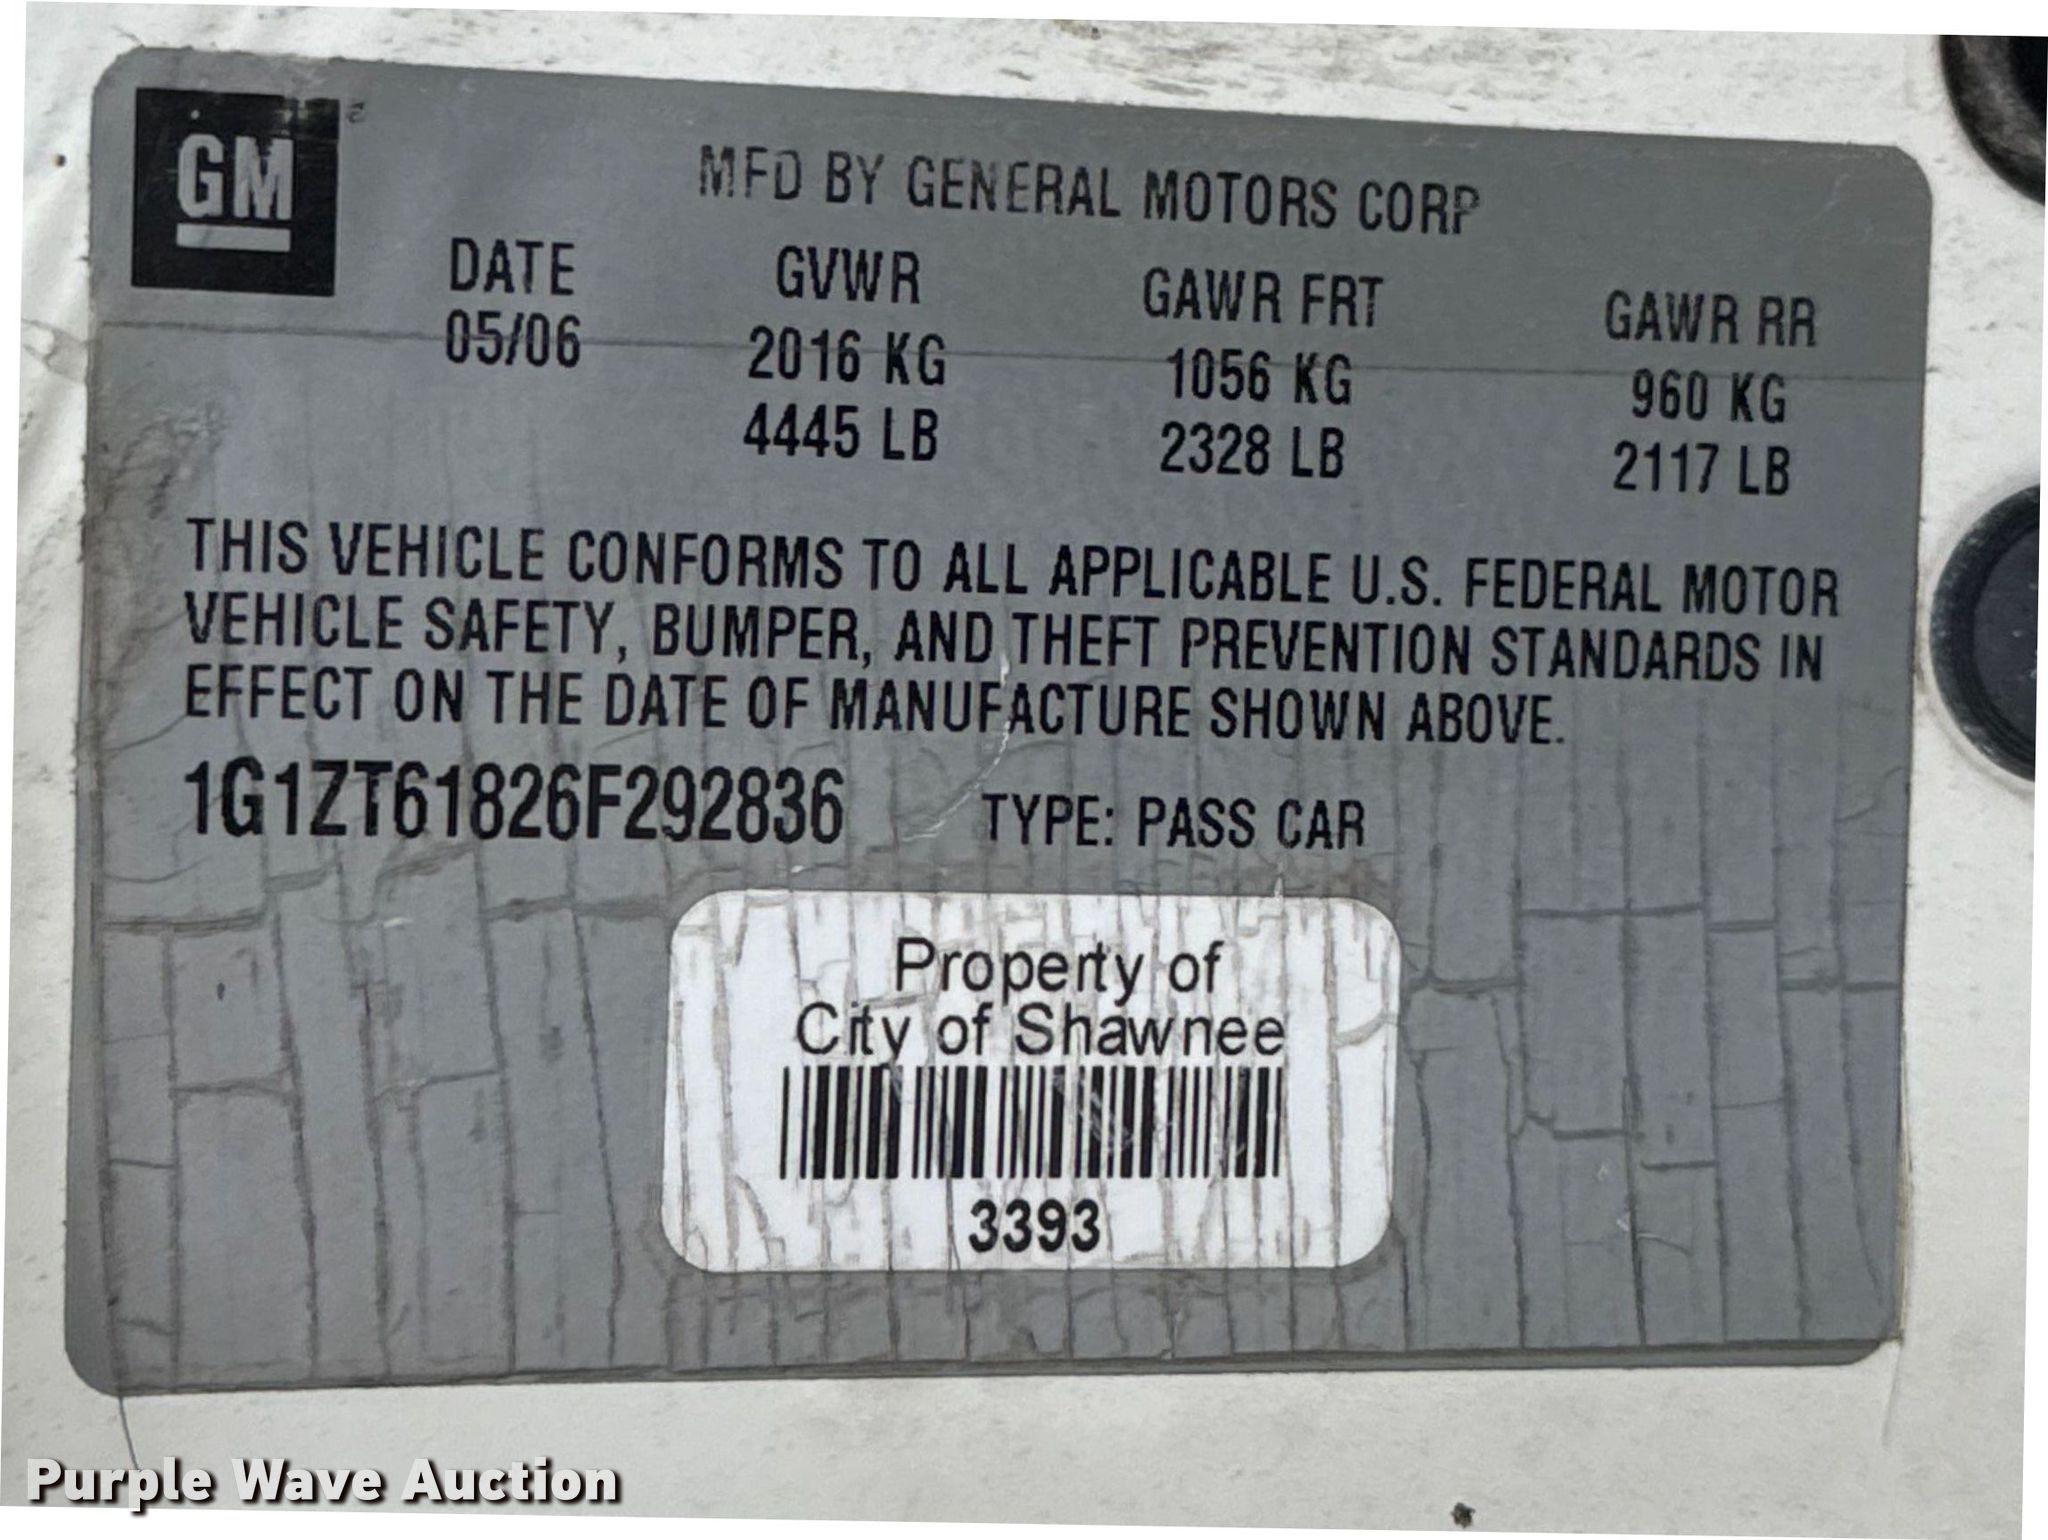 GM
MFD BY GENERAL MOTORS CORP
DATE GVWR GAWR FRT GAWR RR
05/06 2016 KG 1056 KG 960 KG
4445 LB 2328 LB 2117 LB
THIS VEHICLE CONFORMS TO ALL APPLICABLE U.S. FEDERAL MOTOR
VEHICLE SAFETY, BUMPER, AND THEFT PREVENTION STANDARDS IN
EFFECT ON THE DATE OF MANUFACTURE SHOWN ABOVE.
1G1ZT61826F292836 TYPE: PASS CAR
Property of
City of Shawnee
3393
Purple Wave Auction